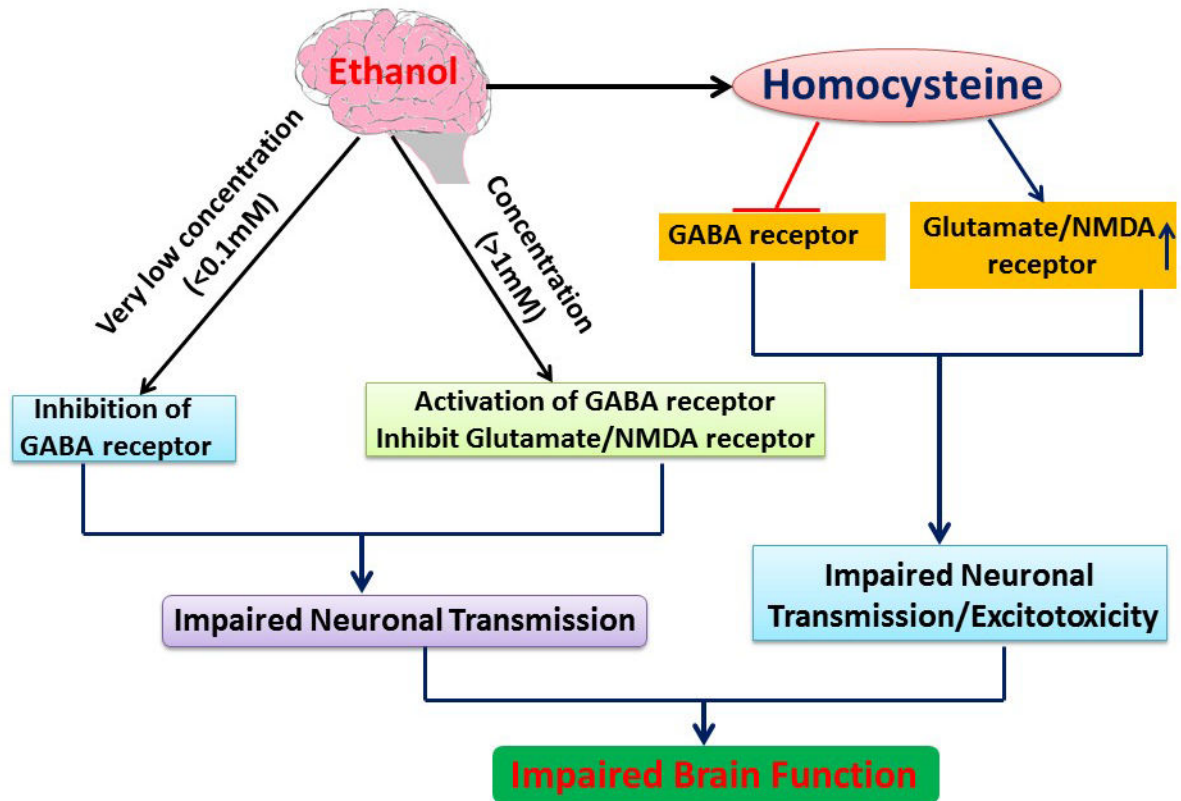 Ethanol
Homocysteine
Very low concentration
(<0.1mM)
Concentration
(>1mM)
GABA receptor
Glutamate/NMDA
receptor
Inhibition of
GABA receptor
Activation of GABA receptor
Inhibit Glutamate/NMDA receptor
Impaired Neuronal Transmission
Impaired Neuronal
Transmission/Excitotoxicity
Impaired Brain Function